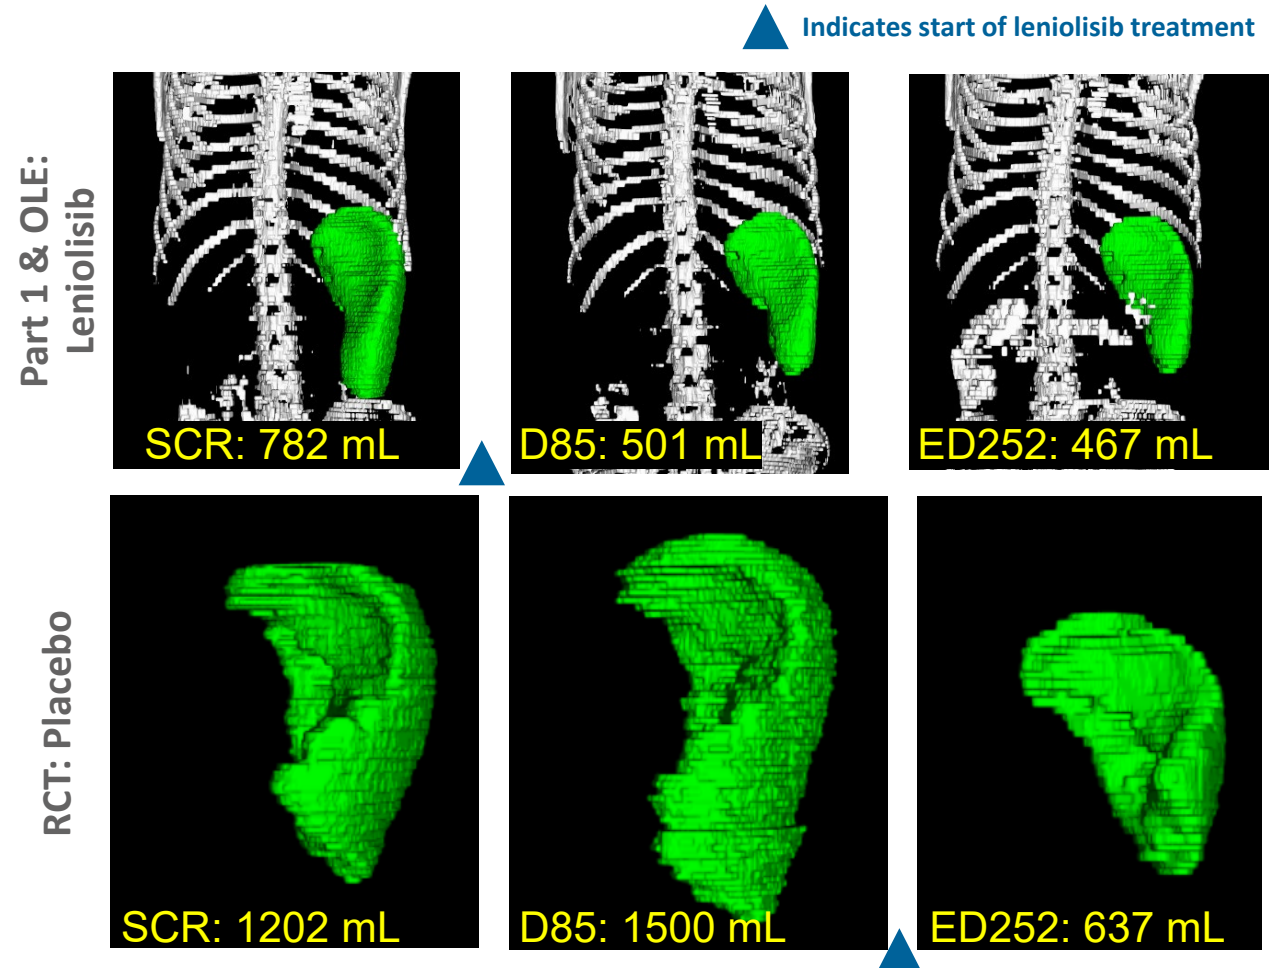 Indicates start of leniolisib treatment
Part 1 & OLE:
Leniolisib
SCR: 782 mL
D85: 501 mL
ED252: 467 mL
RCT: Placebo
SCR: 1202 mL
D85: 1500 mL
ED252: 637 mL